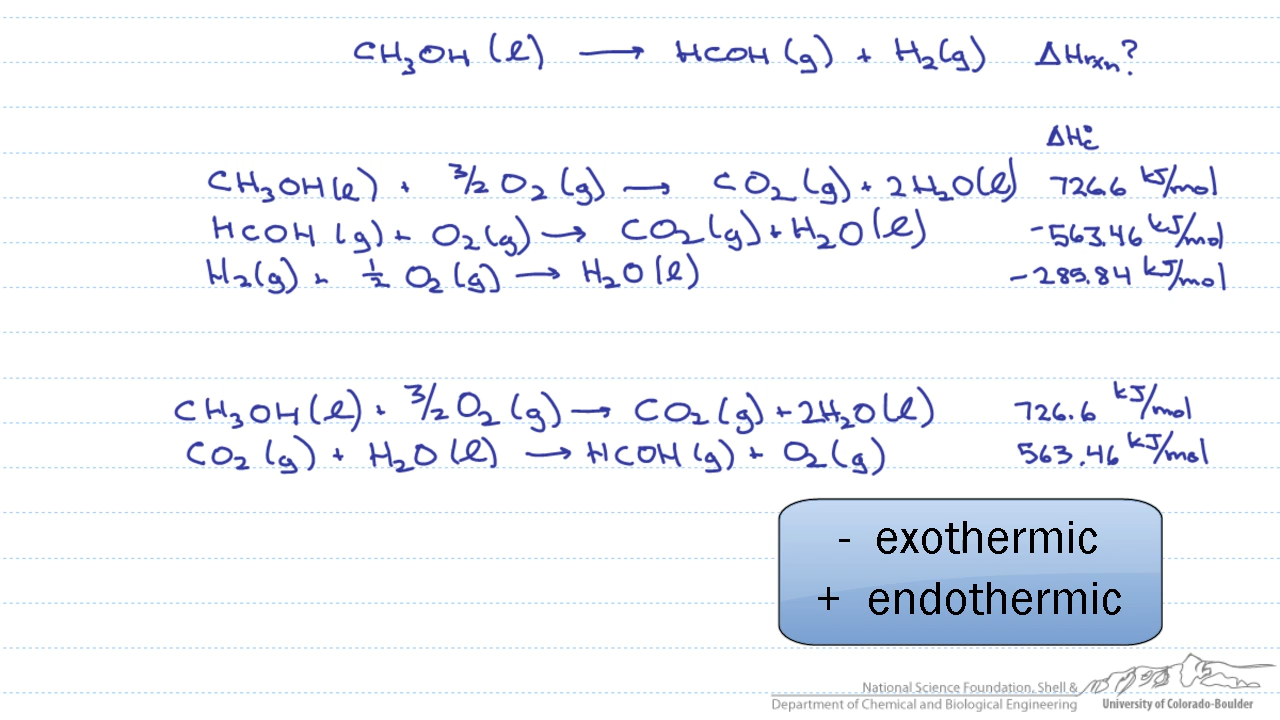 CH₃OH (l) → HCOH (g) + H₂(g) ΔHrxn?
ΔH°c
CH₃OH(l) + 3/2 O₂ (g) → CO₂ (g) + 2H₂O(l) 726.6 kJ/mol
HCOH (g) + O₂(g) → CO₂(g) + H₂O(l) -563.46 kJ/mol
H₂(g) + 1/2 O₂(g) → H₂O(l) -285.84 kJ/mol
CH₃OH(l) + 3/2 O₂ (g) → CO₂(g) + 2H₂O(l) 726.6 kJ/mol
CO₂(g) + H₂O(l) → HCOH(g) + O₂(g) 563.46 kJ/mol
- exothermic
+ endothermic
National Science Foundation, Shell &
Department of Chemical and Biological Engineering
University of Colorado-Boulder